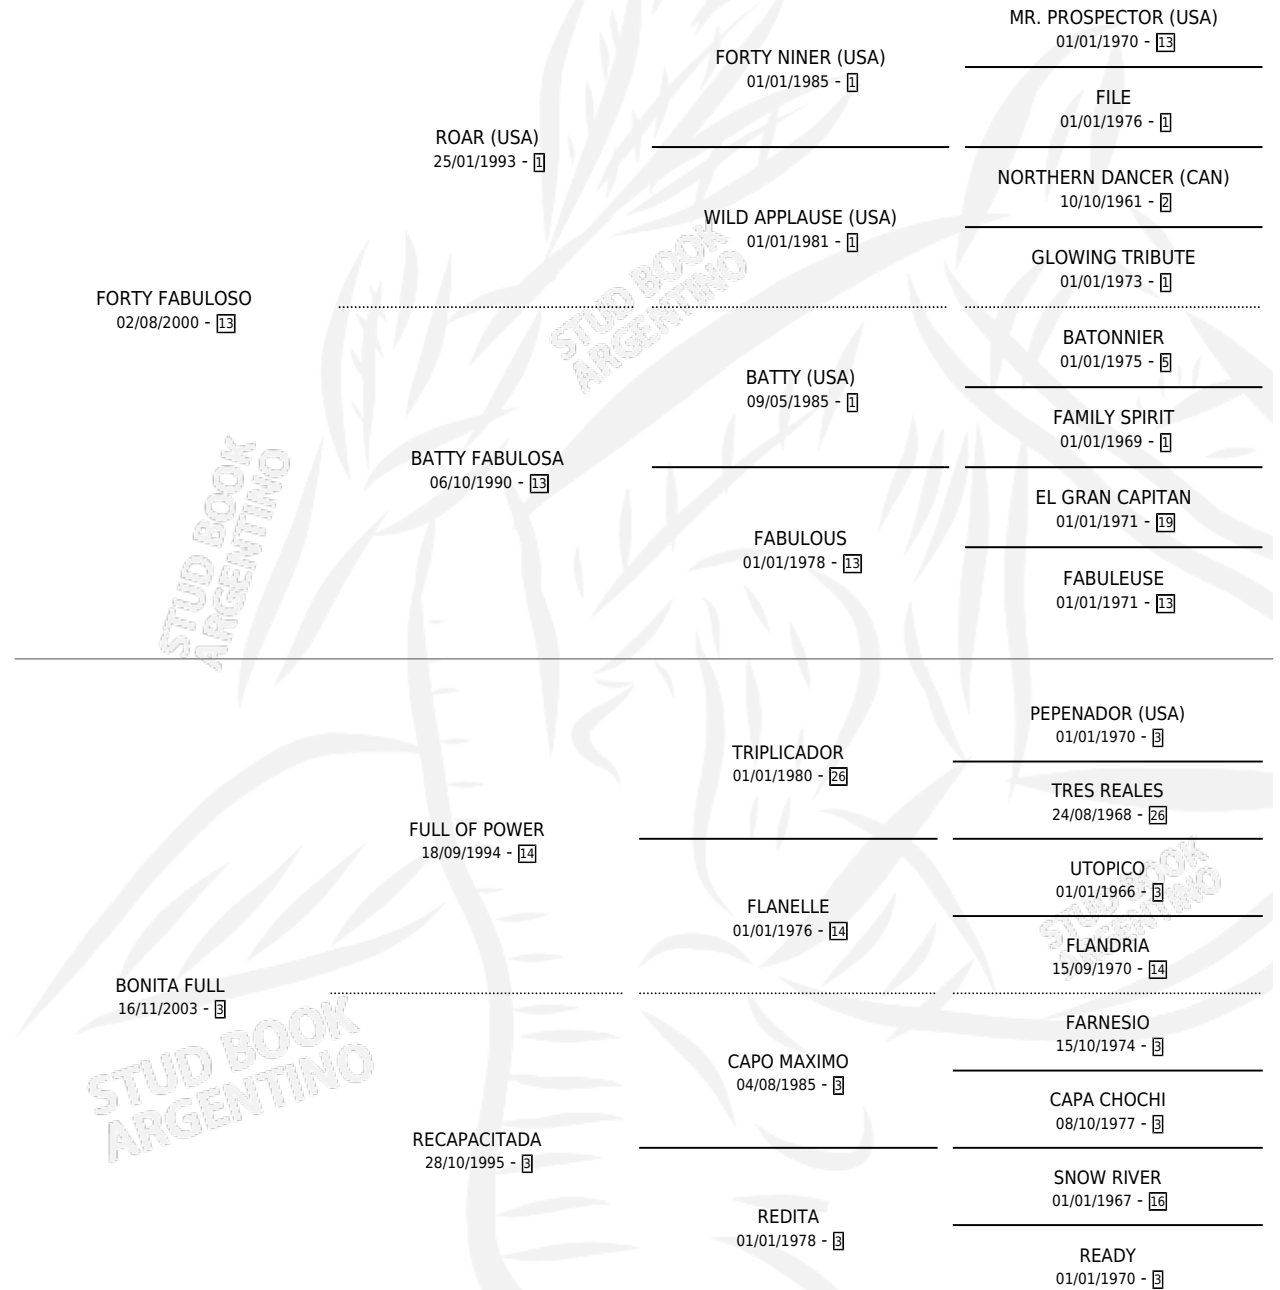 MR. PROSPECTOR (USA)
01/01/1970 - 13
FORTY NINER (USA)
01/01/1985 - 1
FILE
01/01/1976 - 1
ROAR (USA)
25/01/1993 - 1
NORTHERN DANCER (CAN)
10/10/1961 - 2
WILD APPLAUSE (USA)
01/01/1981 - 1
GLOWING TRIBUTE
01/01/1973 - 1
FORTY FABULOSO
02/08/2000 - 13
BATONNIER
01/01/1975 - 5
BATTY (USA)
09/05/1985 - 1
FAMILY SPIRIT
01/01/1969 - 1
BATTY FABULOSA
06/10/1990 - 13
EL GRAN CAPITAN
01/01/1971 - 19
FABULOUS
01/01/1978 - 13
FABULEUSE
01/01/1971 - 13
PEPENADOR (USA)
01/01/1970 - 3
TRIPLICADOR
01/01/1980 - 26
TRES REALES
24/08/1968 - 26
FULL OF POWER
18/09/1994 - 14
UTOPICO
01/01/1966 - 3
FLANELLE
01/01/1976 - 14
FLANDRIA
15/09/1970 - 14
BONITA FULL
16/11/2003 - 3
FARNESIO
15/10/1974 - 3
CAPO MAXIMO
04/08/1985 - 3
CAPA CHOCHI
08/10/1977 - 3
RECAPACITADA
28/10/1995 - 3
SNOW RIVER
01/01/1967 - 16
REDITA
01/01/1978 - 3
READY
01/01/1970 - 3
STUD BOOK
ARGENTINO
STUD BOOK
ARGENTINO
STUD BOOK
ARGENTINO
STUD BOOK
ARGENTINO